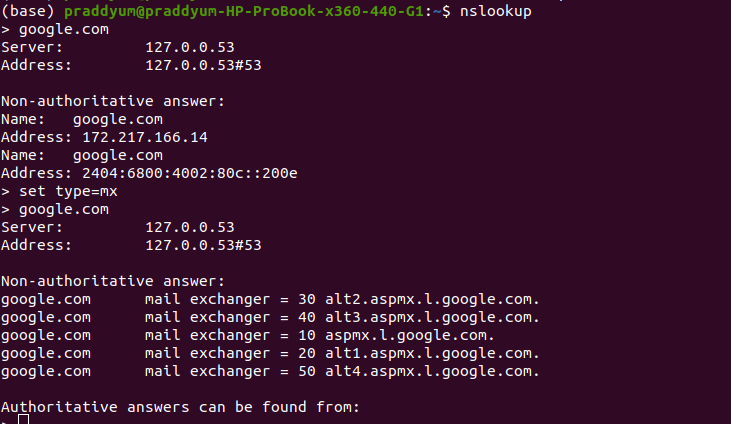 (base) praddyum@praddyum-HP-ProBook-x360-440-G1:~$ nslookup
> google.com
Server:         127.0.0.53
Address:        127.0.0.53#53

Non-authoritative answer:
Name:   google.com
Address: 172.217.166.14
Name:   google.com
Address: 2404:6800:4002:80c::200e
> set type=mx
> google.com
Server:         127.0.0.53
Address:        127.0.0.53#53

Non-authoritative answer:
google.com      mail exchanger = 30 alt2.aspmx.l.google.com.
google.com      mail exchanger = 40 alt3.aspmx.l.google.com.
google.com      mail exchanger = 10 aspmx.l.google.com.
google.com      mail exchanger = 20 alt1.aspmx.l.google.com.
google.com      mail exchanger = 50 alt4.aspmx.l.google.com.

Authoritative answers can be found from:
>